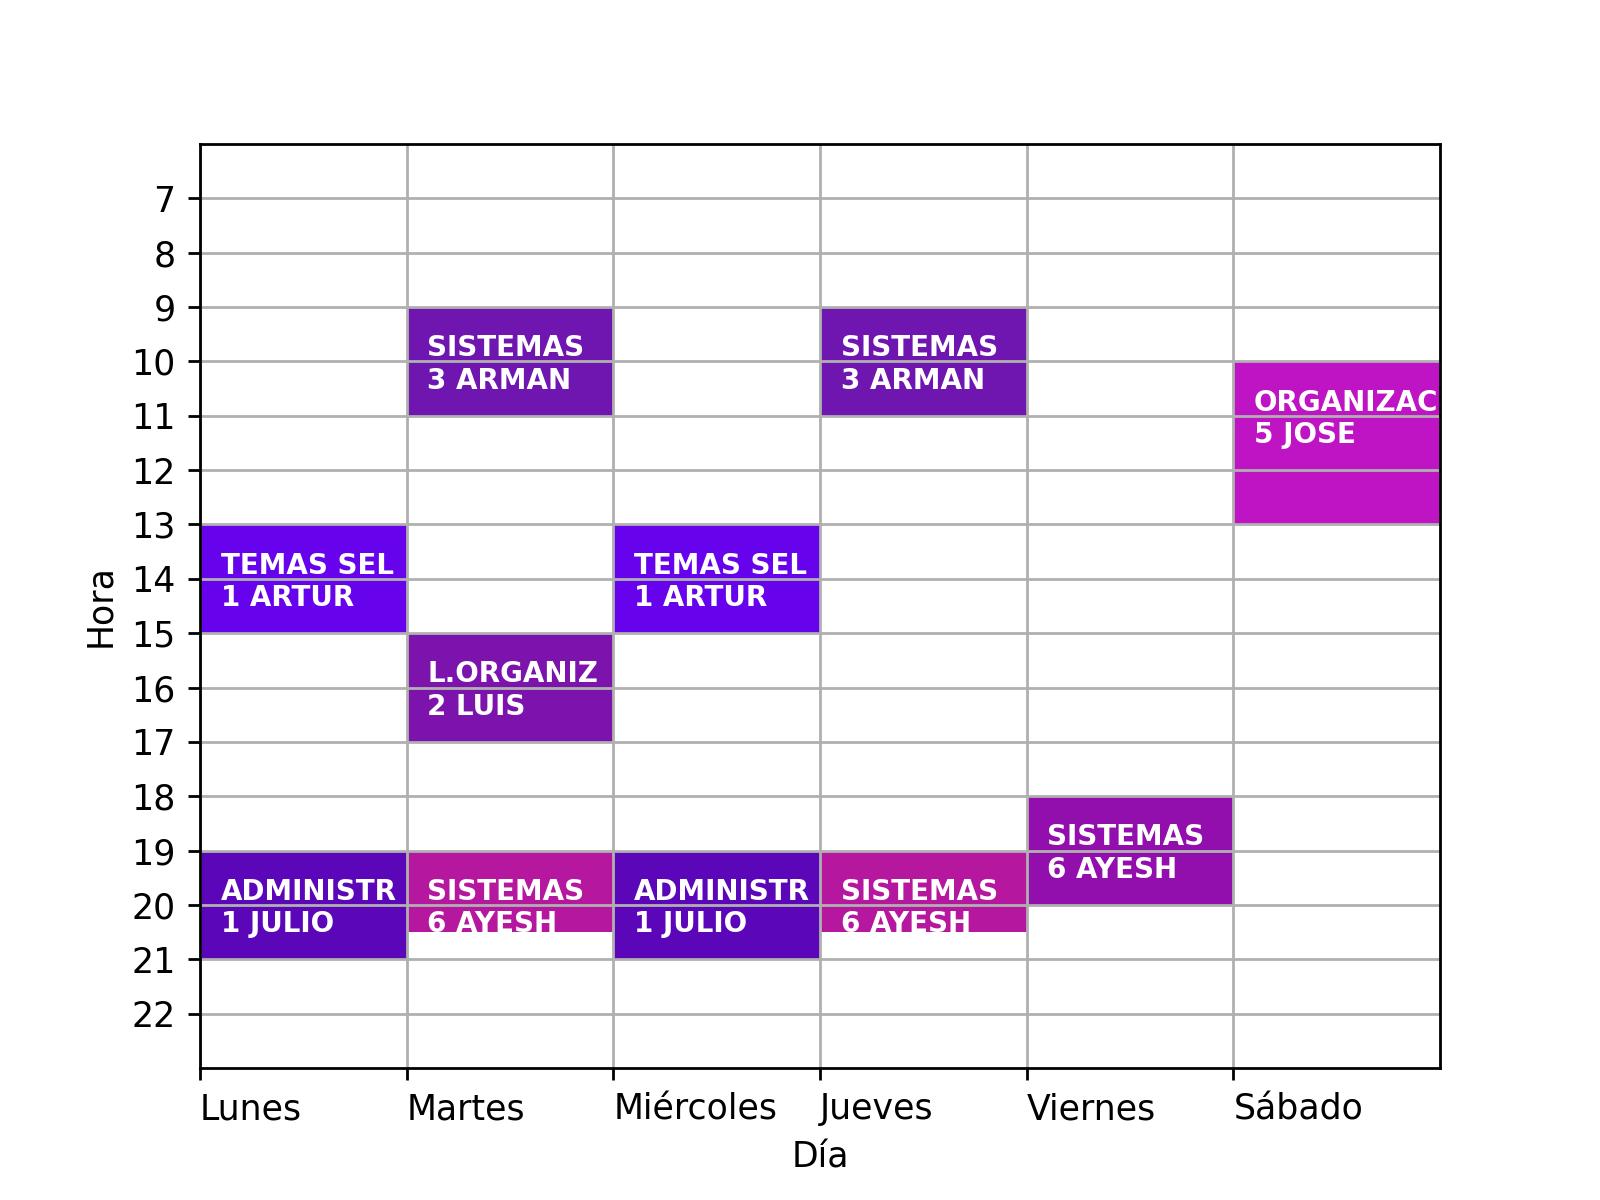 7
8
9
SISTEMAS
3 ARMAN
SISTEMAS
3 ARMAN
10
ORGANIZAC
5 JOSE
11
12
13
TEMAS SEL
1 ARTUR
TEMAS SEL
1 ARTUR
14
Hora
15
L.ORGANIZ
2 LUIS
16
17
18
SISTEMAS
6 AYESH
19
ADMINISTR
1 JULIO
SISTEMAS
6 AYESH
ADMINISTR
1 JULIO
SISTEMAS
6 AYESH
20
21
22
Lunes Martes Miércoles Jueves Viernes Sábado
Día